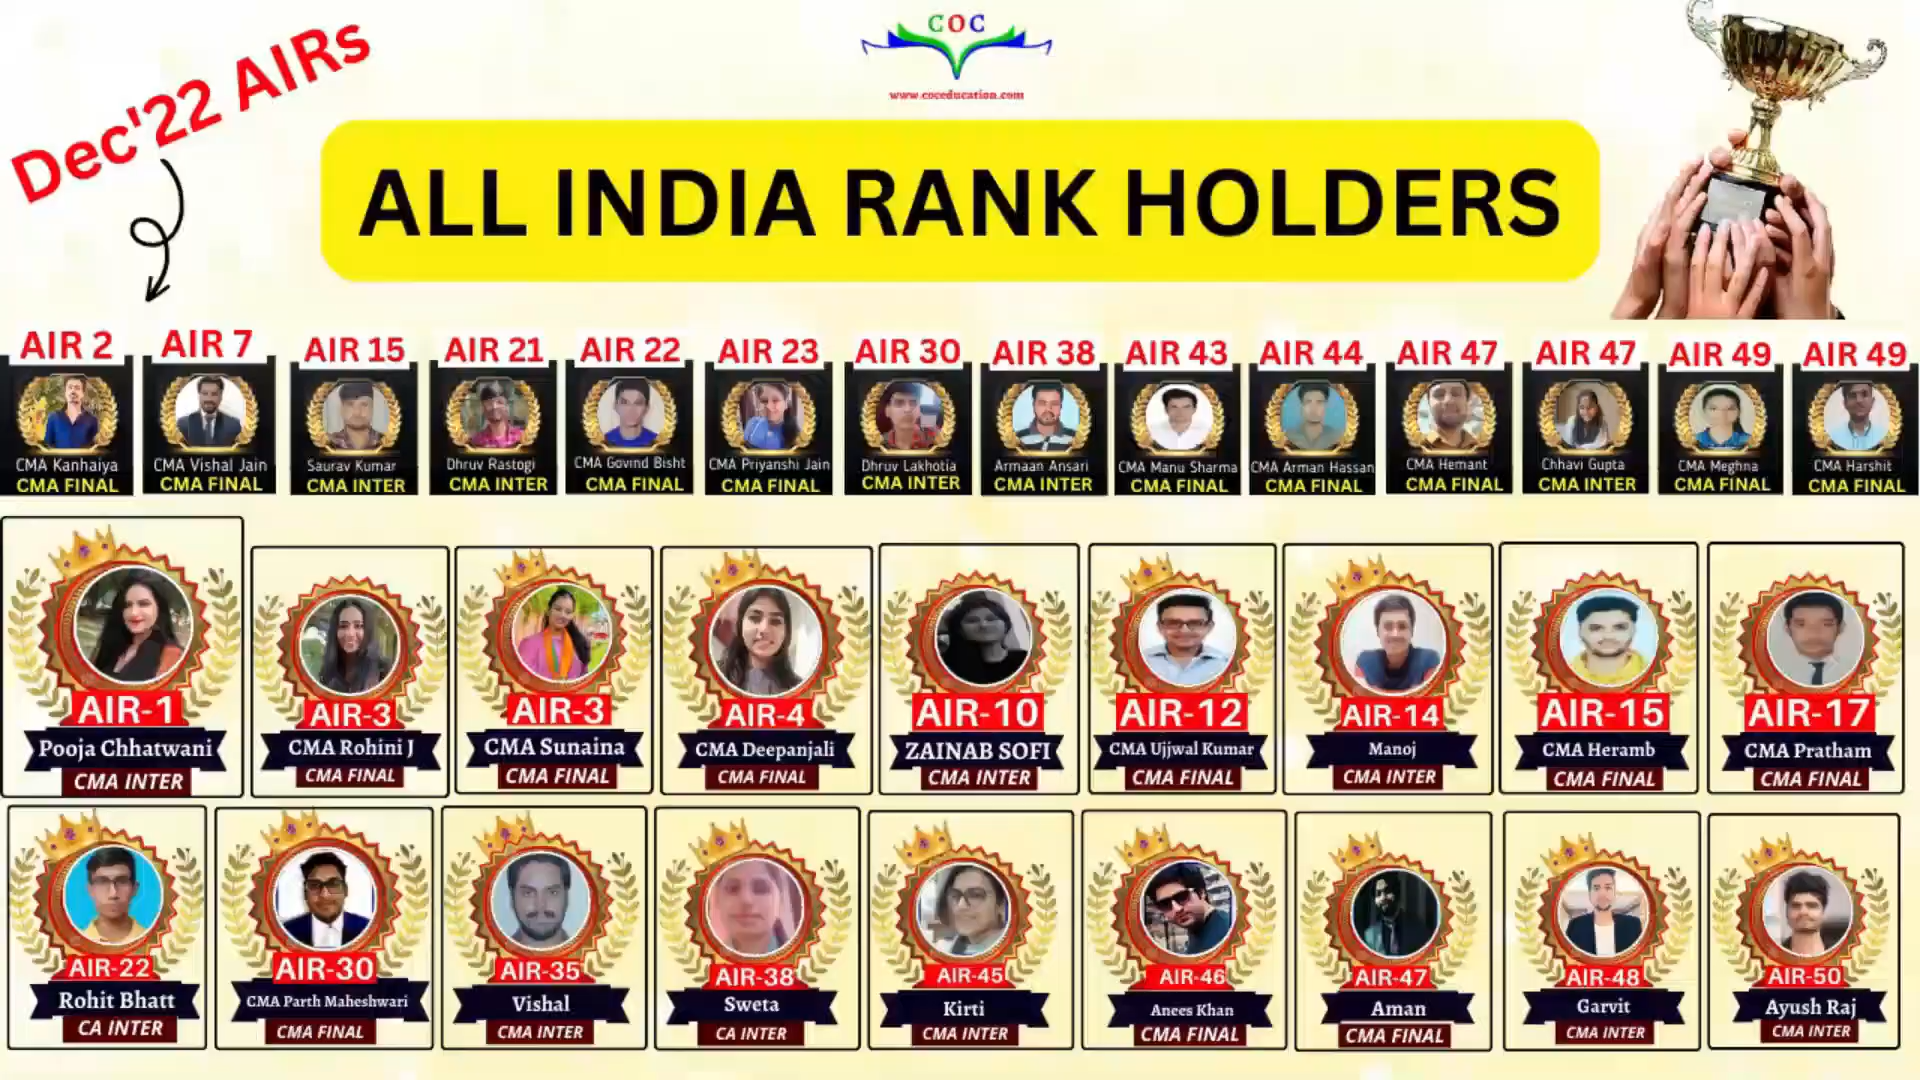 COC
www.coceducation.com
Dec'22 AIRs
ALL INDIA RANK HOLDERS
AIR 2
CMA Kanhaiya
CMA FINAL
AIR 7
CMA Vishal Jain
CMA FINAL
AIR 15
Saurav Kumar
CMA INTER
AIR 21
Dhruv Rastogi
CMA INTER
AIR 22
CMA Govind Bisht
CMA FINAL
AIR 23
CMA Priyanshi Jain
CMA FINAL
AIR 30
Dhruv Lakhotia
CMA INTER
AIR 38
Armaan Ansari
CMA INTER
AIR 43
CMA Manu Sharma
CMA FINAL
AIR 44
CMA Arman Hassan
CMA FINAL
AIR 47
CMA Hemant
CMA FINAL
AIR 47
Chhavi Gupta
CMA INTER
AIR 49
CMA Meghna
CMA FINAL
AIR 49
CMA Harshit
CMA FINAL
AIR-1
Pooja Chhatwani
CMA INTER
AIR-3
CMA Rohini J
CMA FINAL
AIR-3
CMA Sunaina
CMA FINAL
AIR-4
CMA Deepanjali
CMA FINAL
AIR-10
ZAINAB SOFI
CMA INTER
AIR-12
CMA Ujjwal Kumar
CMA FINAL
AIR-14
Manoj
CMA INTER
AIR-15
CMA Heramb
CMA FINAL
AIR-17
CMA Pratham
CMA FINAL
AIR-22
Rohit Bhatt
CA INTER
AIR-30
CMA Parth Maheshwari
CMA FINAL
AIR-35
Vishal
CMA INTER
AIR-38
Sweta
CA INTER
AIR-45
Kirti
CMA INTER
AIR-46
Anees Khan
CMA FINAL
AIR-47
Aman
CMA FINAL
AIR-48
Garvit
CMA INTER
AIR-50
Ayush Raj
CMA INTER